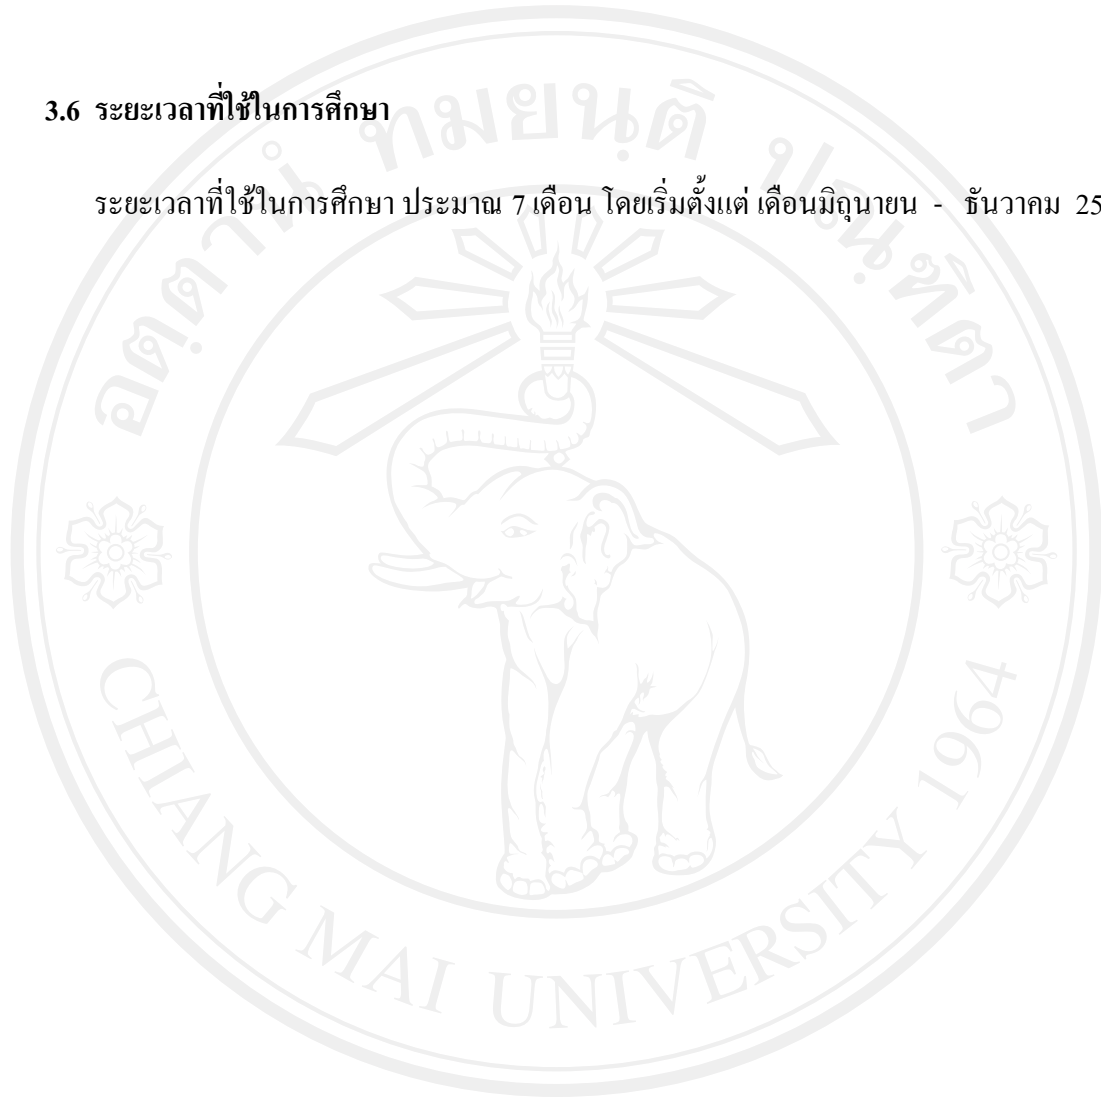 3.6 ระยะเวลาที่ใช้ในการศึกษา
ระยะเวลาที่ใช้ในการศึกษา ประมาณ 7 เดือน โดยเริ่มตั้งแต่ เดือนมิถุนายน - ธันวาคม 25
อตฺตานํ ทมยนฺติ ปณฺฑิตา
CHIANG MAI UNIVERSITY 1964